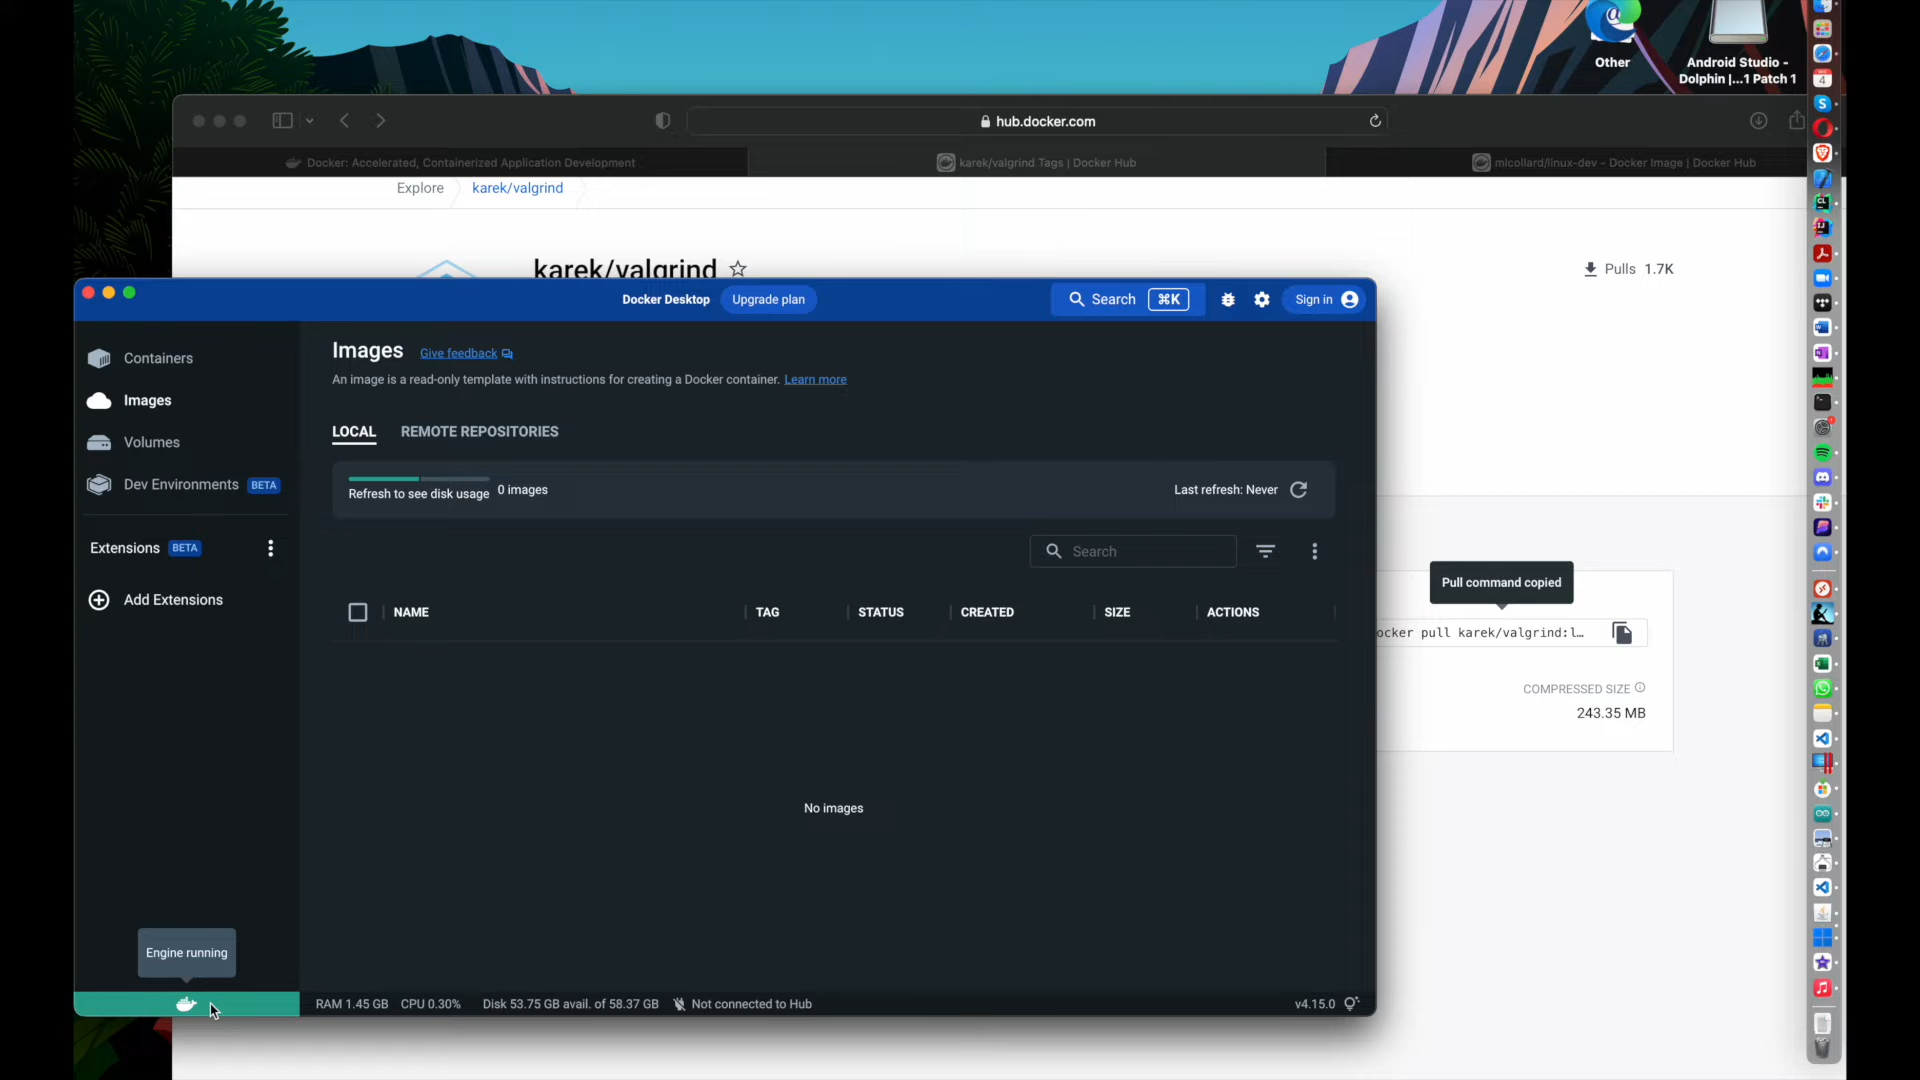 Other
Android Studio -
Dolphin |...1 Patch 1
hub.docker.com
Docker: Accelerated, Containerized Application Development
karek/valgrind Tags | Docker Hub
mlcollard/linux-dev - Docker Image | Docker Hub
Explore
karek/valgrind
karek/valgrind
Pulls 1.7K
Docker Desktop
Upgrade plan
Search ⌘K
Sign in
Containers
Images
Volumes
Dev Environments BETA
Extensions BETA
Add Extensions
Images
Give feedback
An image is a read-only template with instructions for creating a Docker container. Learn more
LOCAL
REMOTE REPOSITORIES
Refresh to see disk usage
0 images
Last refresh: Never
Search
NAME
TAG
STATUS
CREATED
SIZE
ACTIONS
No images
Pull command copied
ocker pull karek/valgrind:l…
COMPRESSED SIZE
243.35 MB
Engine running
RAM 1.45 GB CPU 0.30% Disk 53.75 GB avail. of 58.37 GB Not connected to Hub
v4.15.0